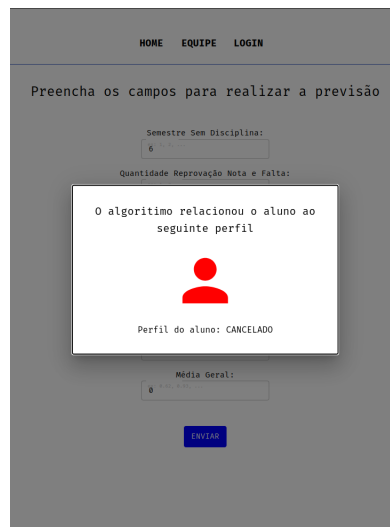 HOME EQUIPE LOGIN
Preencha os campos para realizar a previsão
Semestre Sem Disciplina:
6
Quantidade Reprovação Nota e Falta:
O algoritimo relacionou o aluno ao
seguinte perfil
Perfil do aluno: CANCELADO
Média Geral:
0
ENVIAR